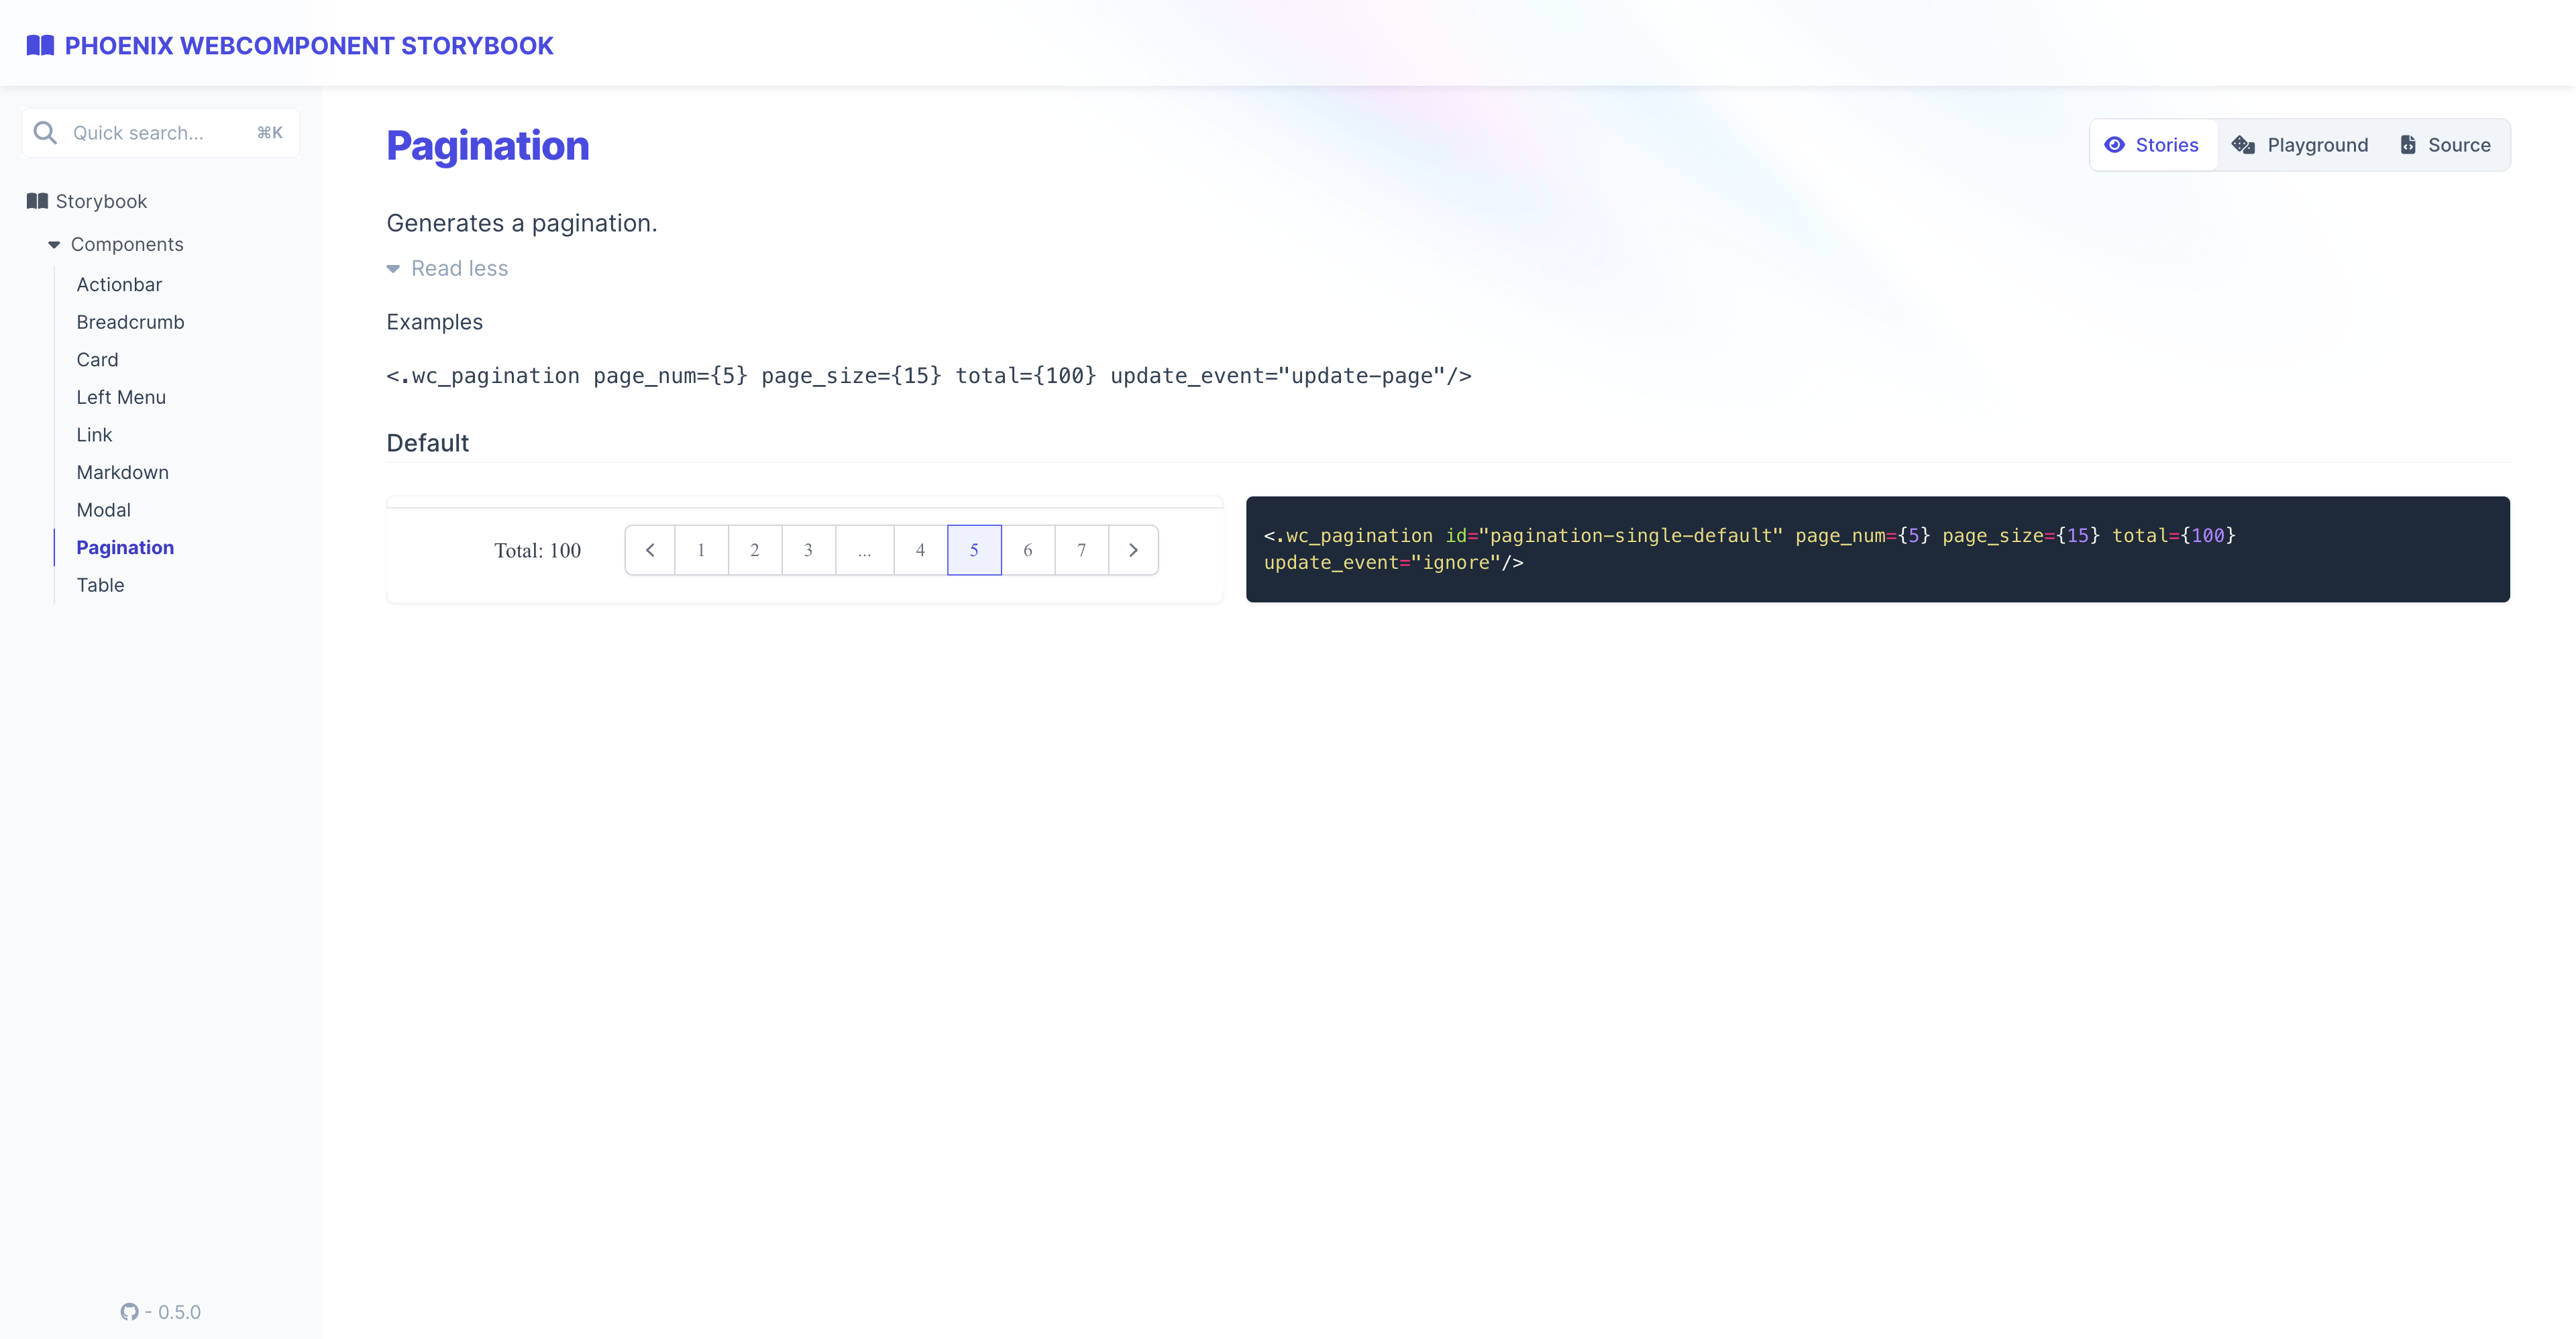 PHOENIX WEBCOMPONENT STORYBOOK
Quick search... ⌘K
Storybook
Components
Actionbar
Breadcrumb
Card
Left Menu
Link
Markdown
Modal
Pagination
Table
- 0.5.0
Pagination
Stories Playground Source
Generates a pagination.
Read less
Examples
<.wc_pagination page_num={5} page_size={15} total={100} update_event="update-page"/>
Default
Total: 100 1 2 3 ... 4 5 6 7
<.wc_pagination id="pagination-single-default" page_num={5} page_size={15} total={100}
update_event="ignore"/>